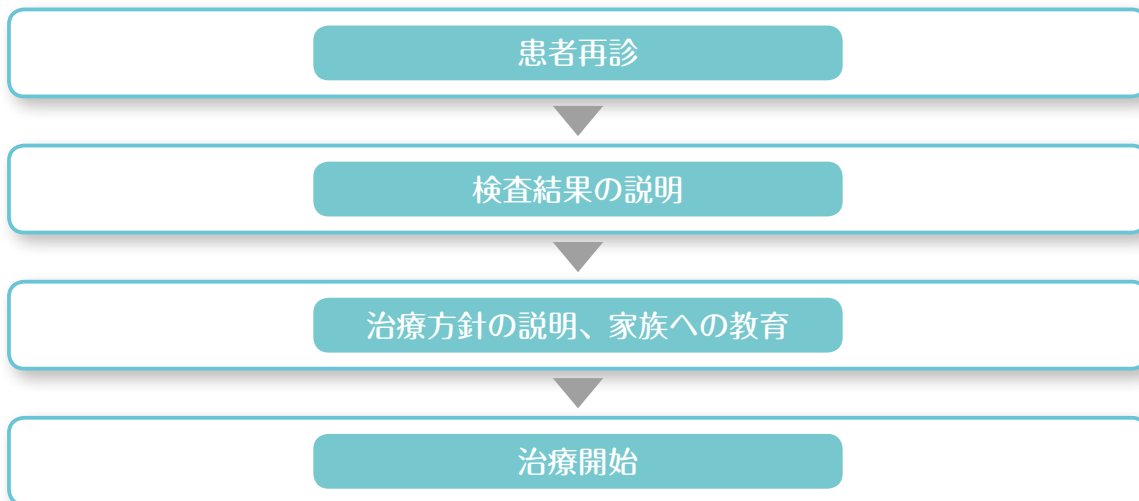 患者再診
検査結果の説明
治療方針の説明、家族への教育
治療開始